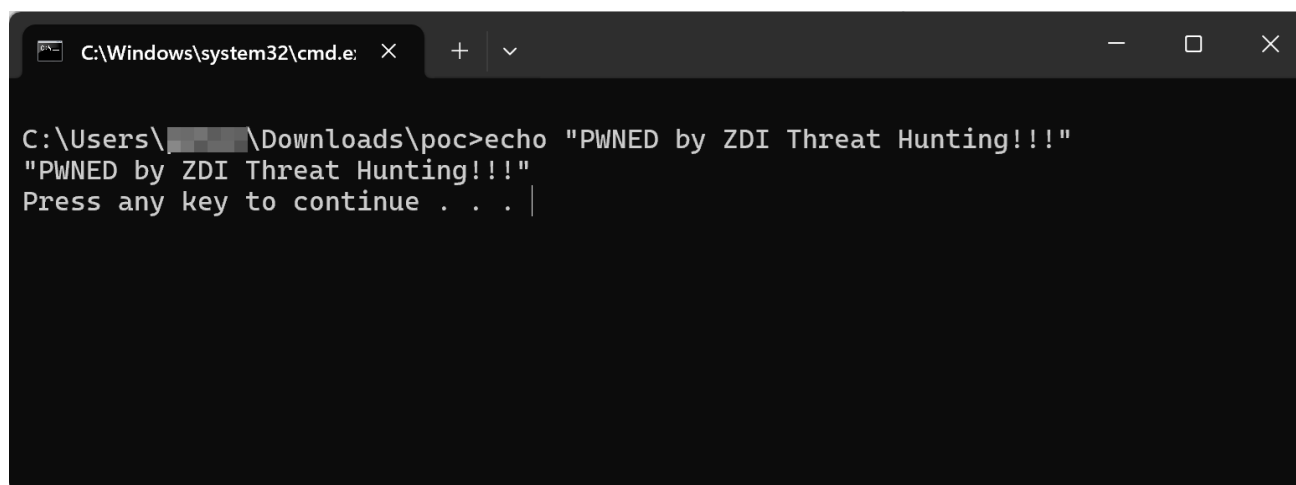 C:\Windows\system32\cmd.e
C:\Users\ \Downloads\poc>echo "PWNED by ZDI Threat Hunting!!!"
"PWNED by ZDI Threat Hunting!!!"
Press any key to continue . . .